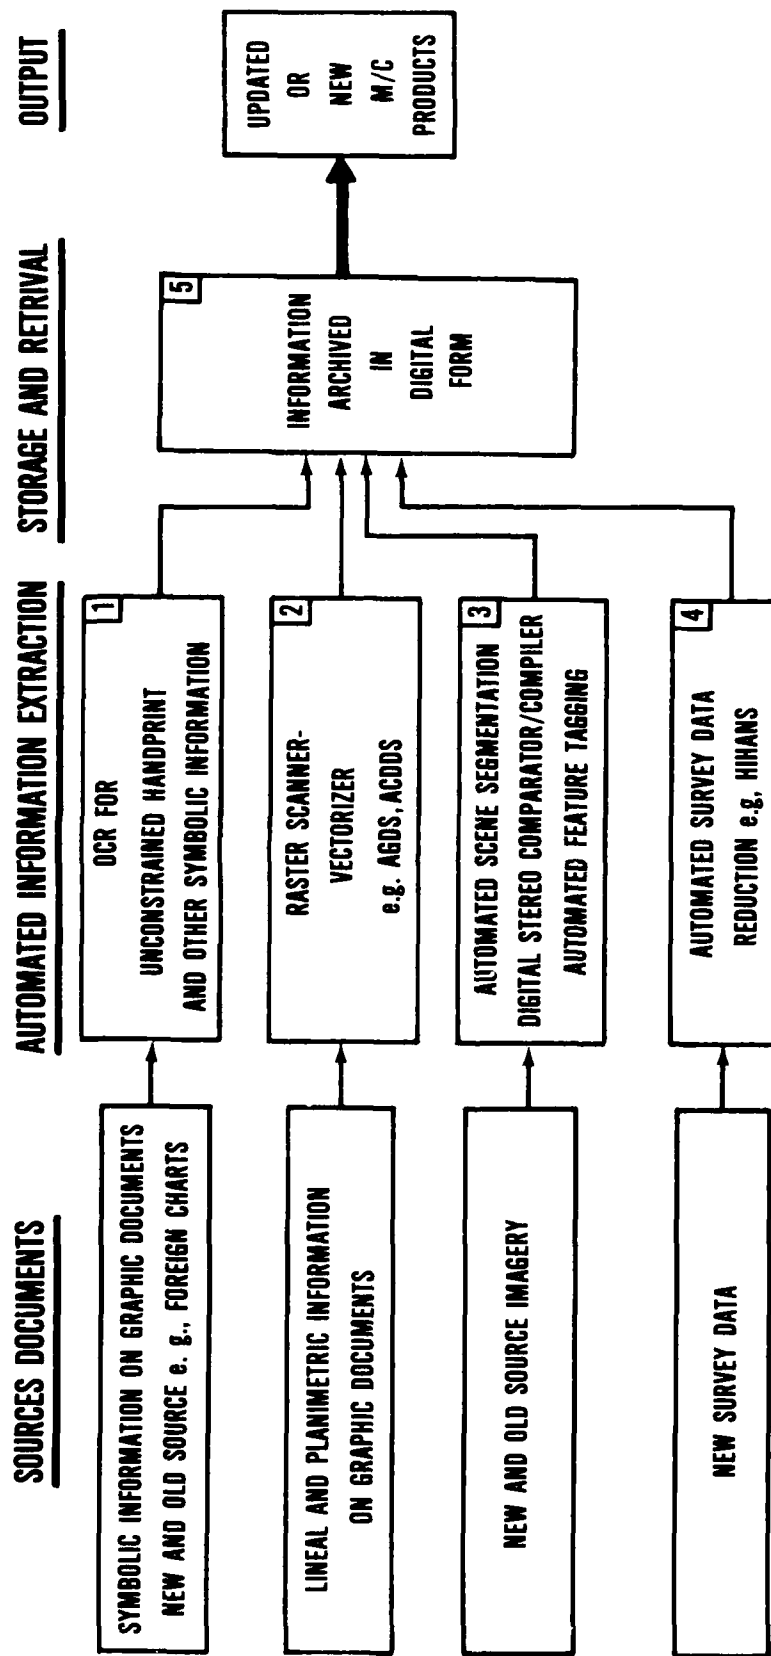 SOURCES DOCUMENTS
AUTOMATED INFORMATION EXTRACTION
STORAGE AND RETRIVAL
OUTPUT
SYMBOLIC INFORMATION ON GRAPHIC DOCUMENTS
NEW AND OLD SOURCE e. g., FOREIGN CHARTS
1
OCR FOR
UNCONSTRAINED HANDPRINT
AND OTHER SYMBOLIC INFORMATION
LINEAL AND PLANIMETRIC INFORMATION
ON GRAPHIC DOCUMENTS
2
RASTER SCANNER-
VECTORIZER
e.g. AGDS, ACDDS
NEW AND OLD SOURCE IMAGERY
3
AUTOMATED SCENE SEGMENTATION
DIGITAL STEREO COMPARATOR/COMPILER
AUTOMATED FEATURE TAGGING
NEW SURVEY DATA
4
AUTOMATED SURVEY DATA
REDUCTION e.g, HIHANS
5
INFORMATION
ARCHIVED
IN
DIGITAL
FORM
UPDATED
OR
NEW
M/C
PRODUCTS